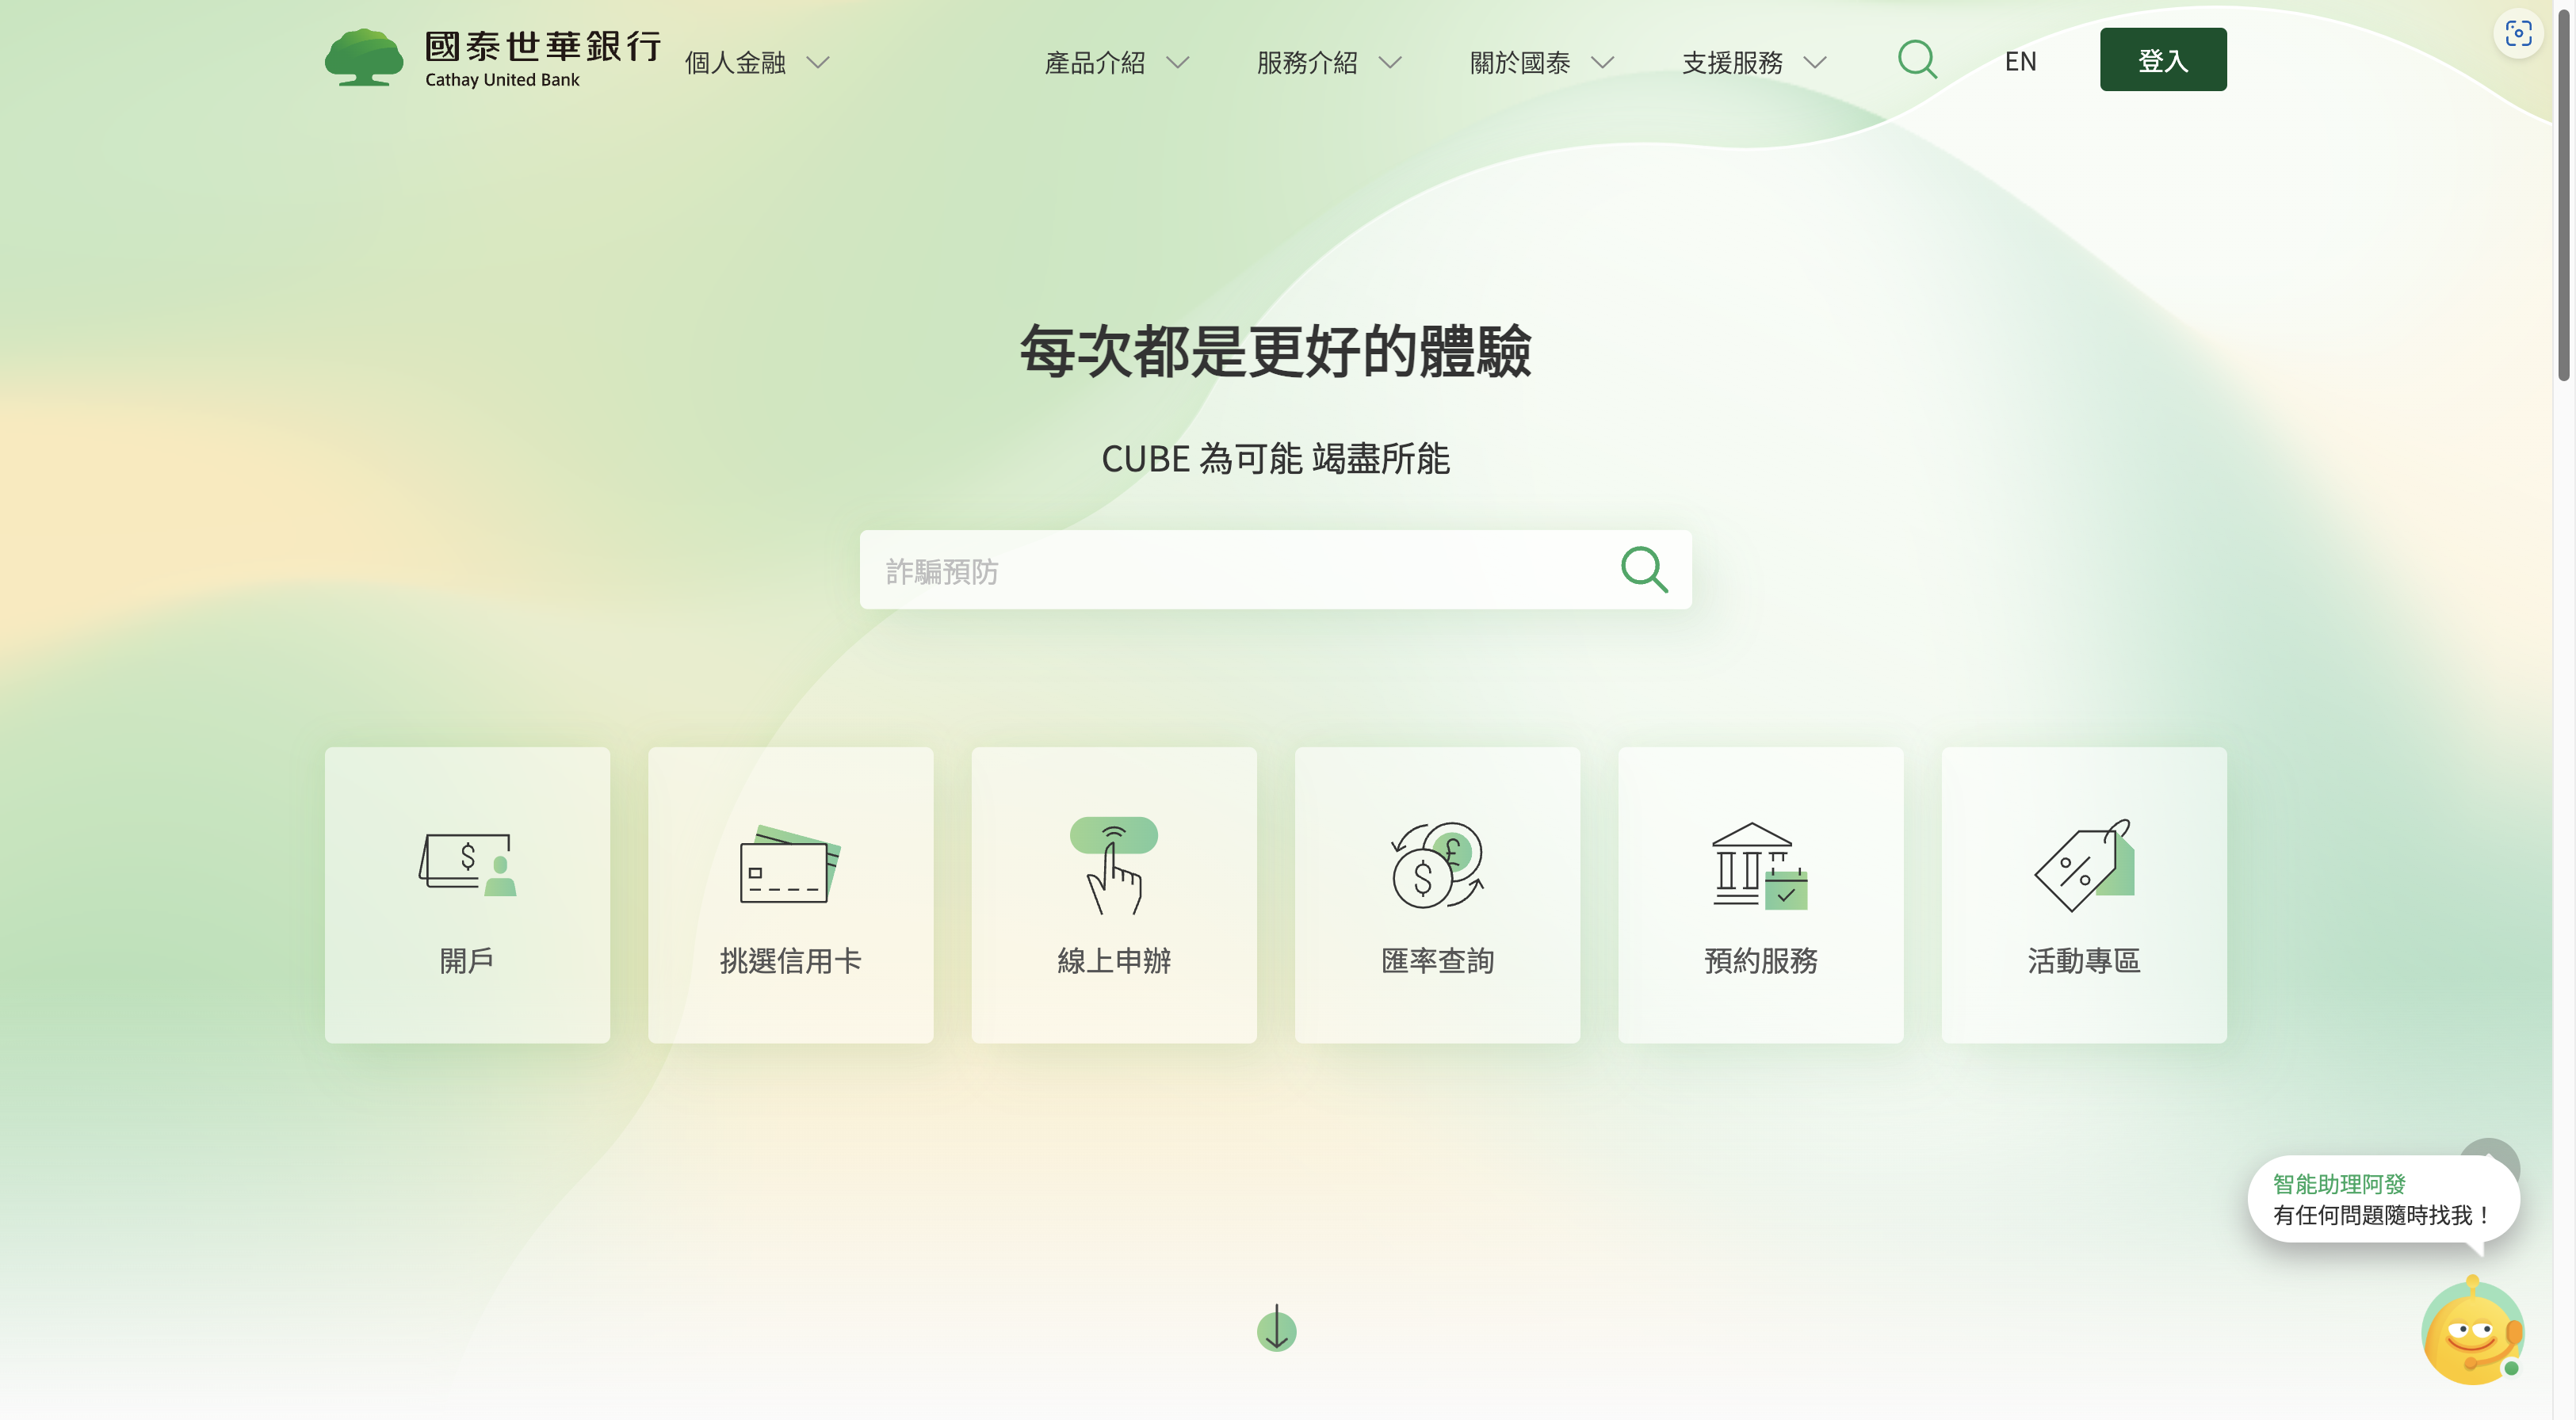 國泰世華銀行
Cathay United Bank
個人金融
產品介紹
服務介紹
關於國泰
支援服務
EN
登入
每次都是更好的體驗
CUBE 為可能 竭盡所能
詐騙預防
開戶
挑選信用卡
線上申辦
匯率查詢
預約服務
活動專區
智能助理阿發
有任何問題隨時找我！